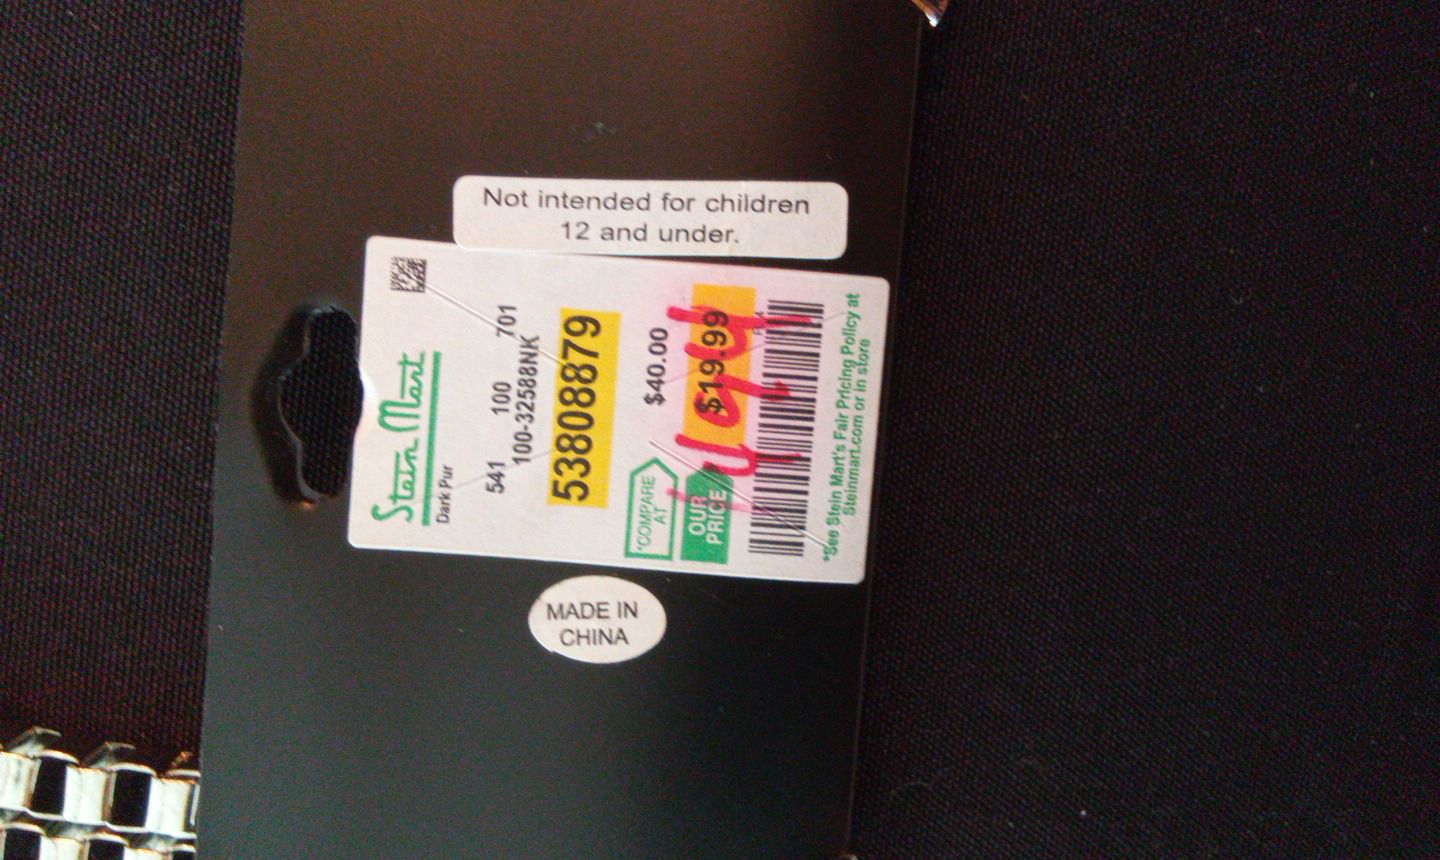 Not intended for children
12 and under.
Stein Mart
Dark Pur
541 100 701
100-32588NK
53808879
*COMPARE
AT
$40.00
OUR
PRICE
$19.99
*See Stein Mart's Fair Pricing Policy at
Steinmart.com or in store
MADE IN
CHINA